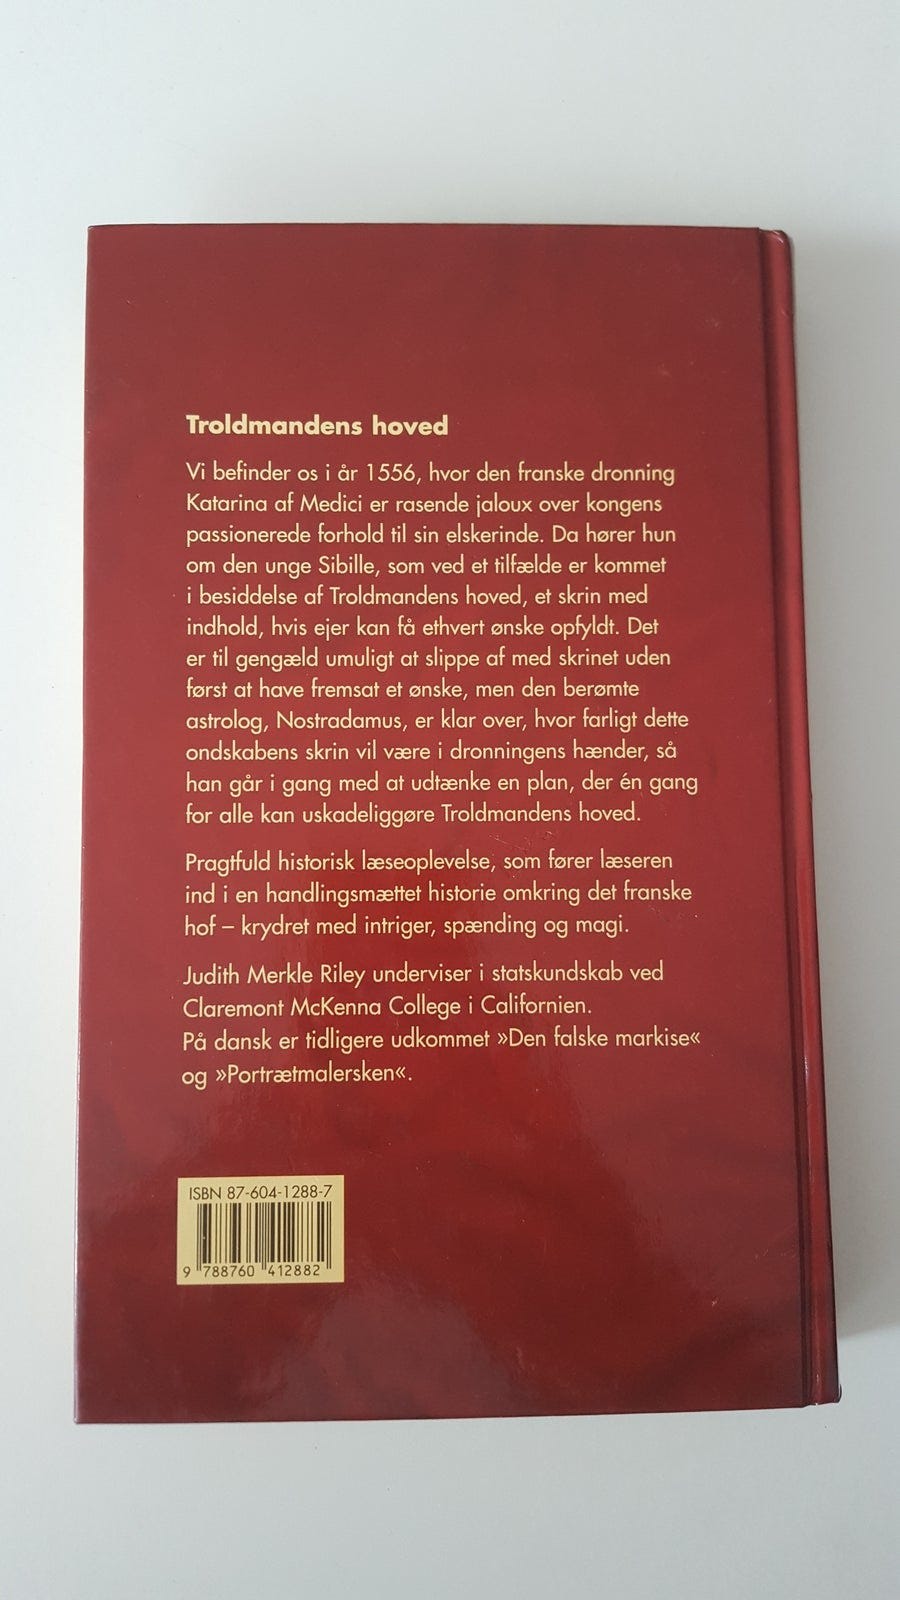 Troldmandens hoved
Vi befinder os i år 1556, hvor den franske dronning
Katarina af Medici er rasende jaloux over kongens
passionerede forhold til sin elskerinde. Da hører hun
om den unge Sibille, som ved et tilfælde er kommet
i besiddelse af Troldmandens hoved, et skrin med
indhold, hvis ejer kan få ethvert ønske opfyldt. Det
er til gengæld umuligt at slippe af med skrinet uden
først at have fremsat et ønske, men den berømte
astrolog, Nostradamus, er klar over, hvor farligt dette
ondskabens skrin vil være i dronningens hænder, så
han går i gang med at udtænke en plan, der én gang
for alle kan uskadeliggøre Troldmandens hoved.
Pragtfuld historisk læseoplevelse, som fører læseren
ind i en handlingsmættet historie omkring det franske
hof – krydret med intriger, spænding og magi.
Judith Merkle Riley underviser i statskundskab ved
Claremont McKenna College i Californien.
På dansk er tidligere udkommet »Den falske markise«
og »Portrætmalersken«.
ISBN 87-604-1288-7
9 788760 412882